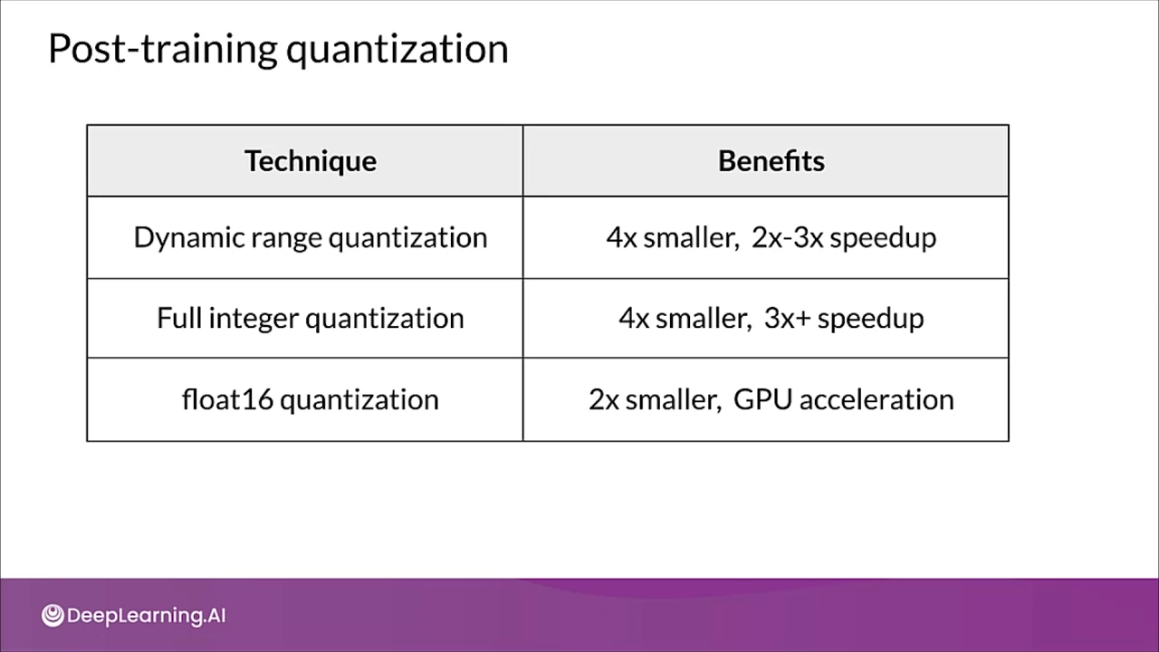 Post-training quantization
Technique Benefits
Dynamic range quantization 4x smaller, 2x-3x speedup
Full integer quantization 4x smaller, 3x+ speedup
float16 quantization 2x smaller, GPU acceleration
DeepLearning.AI